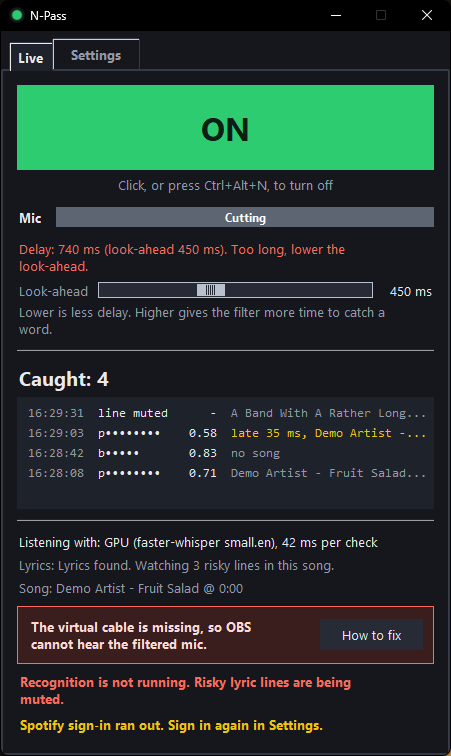 N-Pass
Live Settings
ON
Click, or press Ctrl+Alt+N, to turn off
Mic Cutting
Delay: 740 ms (look-ahead 450 ms). Too long, lower the
look-ahead.
Look-ahead 450 ms
Lower is less delay. Higher gives the filter more time to catch a
word.
Caught: 4
16:29:31 line muted - A Band With A Rather Long...
16:29:03 p•••••••• 0.58 late 35 ms, Demo Artist -...
16:28:42 b••••• 0.83 no song
16:28:08 p•••••••• 0.71 Demo Artist - Fruit Salad...
Listening with: GPU (faster-whisper small.en), 42 ms per check
Lyrics: Lyrics found. Watching 3 risky lines in this song.
Song: Demo Artist - Fruit Salad @ 0:00
The virtual cable is missing, so OBS
cannot hear the filtered mic.
How to fix
Recognition is not running. Risky lyric lines are being
muted.
Spotify sign-in ran out. Sign in again in Settings.